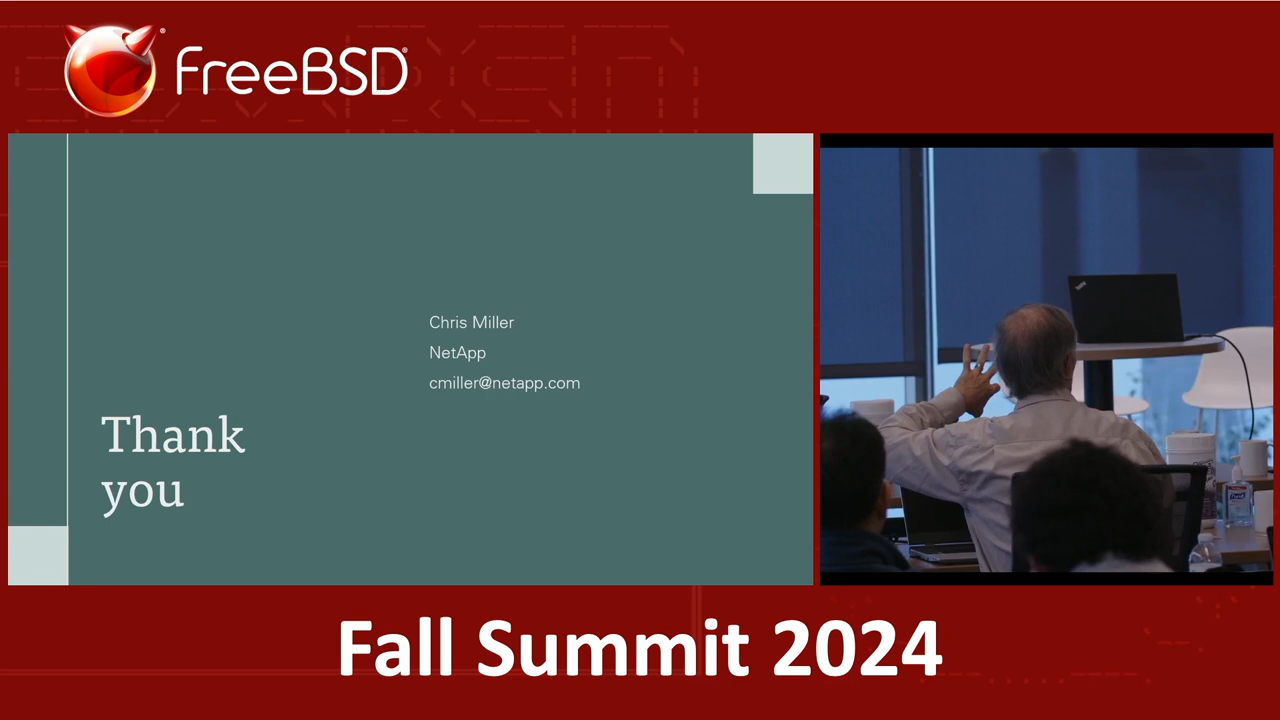 FreeBSD
Chris Miller
NetApp
cmiller@netapp.com
Thank
you
Fall Summit 2024